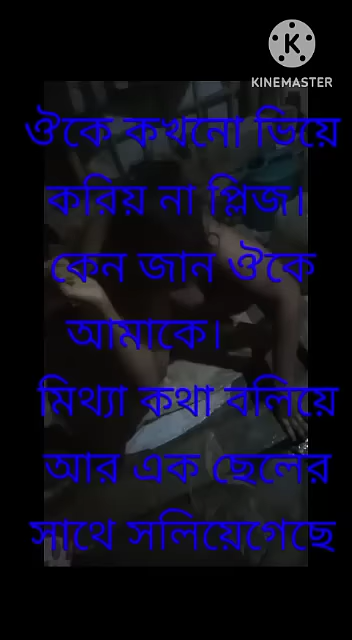 KINEMASTER
ঔকে কখনো ভিয়ে
করিয় না প্লিজ।
কেন জান ঔকে
আমাকে।
মিথ্যা কথা বলিয়ে
আর এক ছেলের
সাথে সলিয়েগেছে